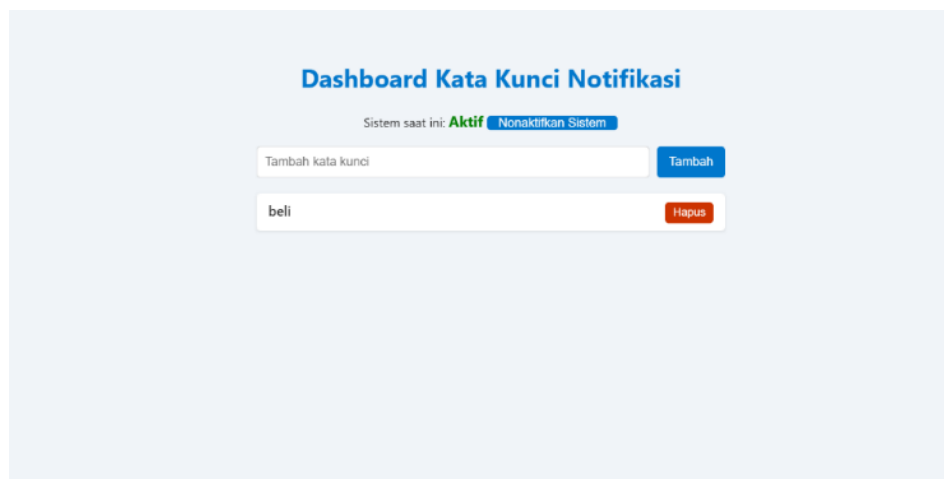 Dashboard Kata Kunci Notifikasi
Sistem saat ini: Aktif Nonaktifkan Sistem
Tambah kata kunci Tambah
beli Hapus